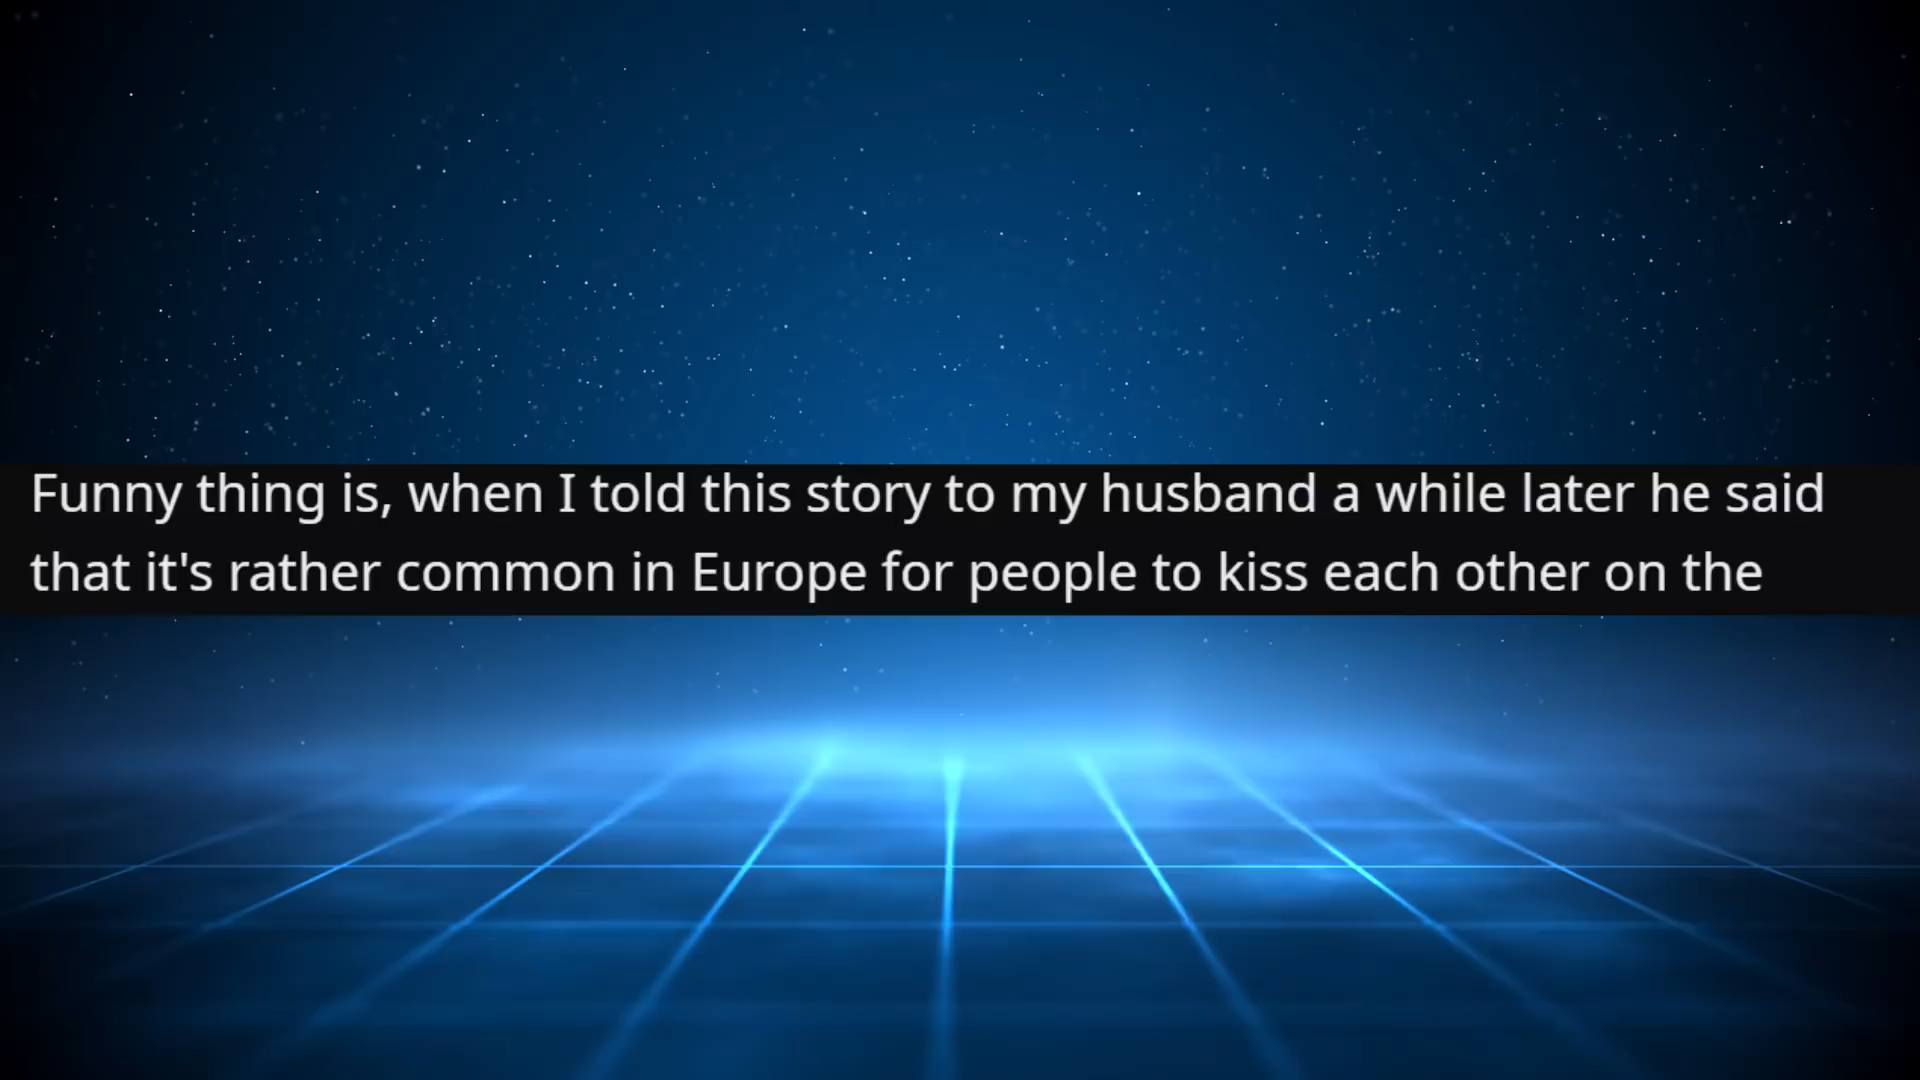 Funny thing is, when I told this story to my husband a while later he said
that it's rather common in Europe for people to kiss each other on the